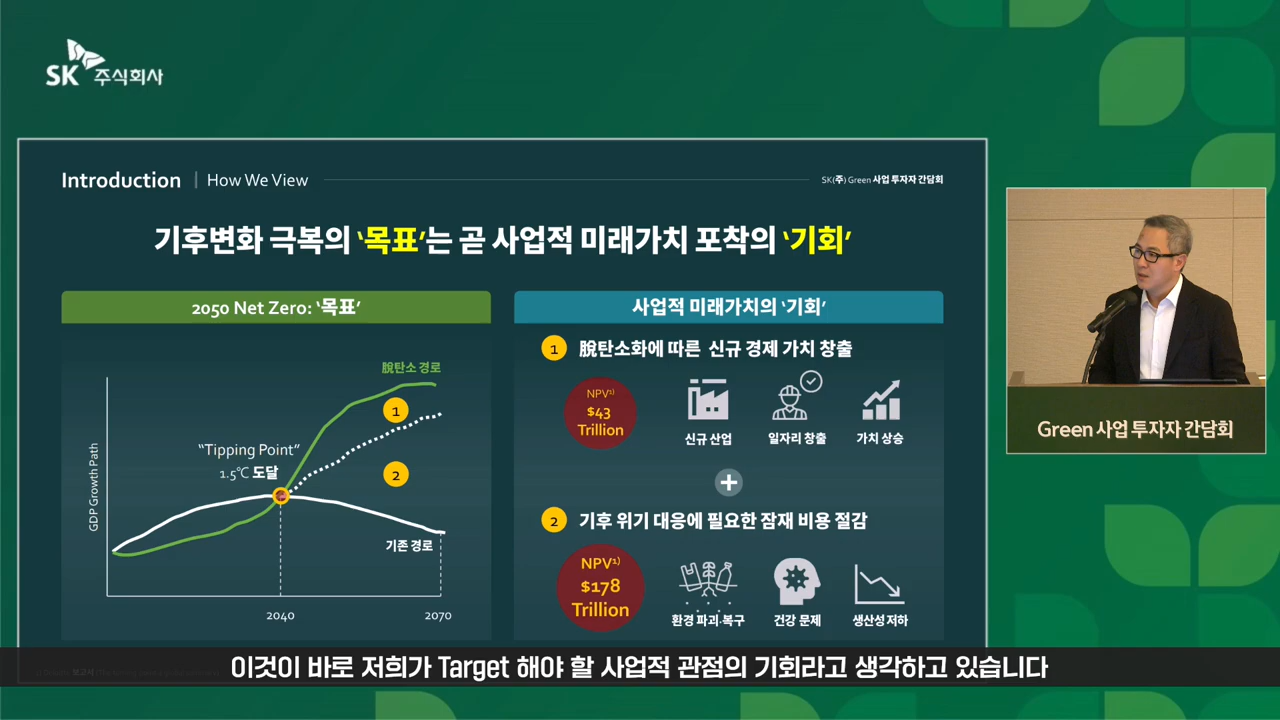 SK 주식회사
Introduction | How We View
SK(주) Green 사업 투자자 간담회
기후변화 극복의 ‘목표’는 곧 사업적 미래가치 포착의 ‘기회’
2050 Net Zero: ‘목표’
脫탄소 경로
1
“Tipping Point”
1.5℃ 도달
2
GDP Growth Path
기존 경로
2040
2070
사업적 미래가치의 ‘기회’
1 脫탄소화에 따른 신규 경제 가치 창출
NPV1)
$43
Trillion
신규 산업
일자리 창출
가치 상승
+
2 기후 위기 대응에 필요한 잠재 비용 절감
NPV1)
$178
Trillion
환경 파괴·복구
건강 문제
생산성 저하
Green 사업 투자자 간담회
이것이 바로 저희가 Target 해야 할 사업적 관점의 기회라고 생각하고 있습니다